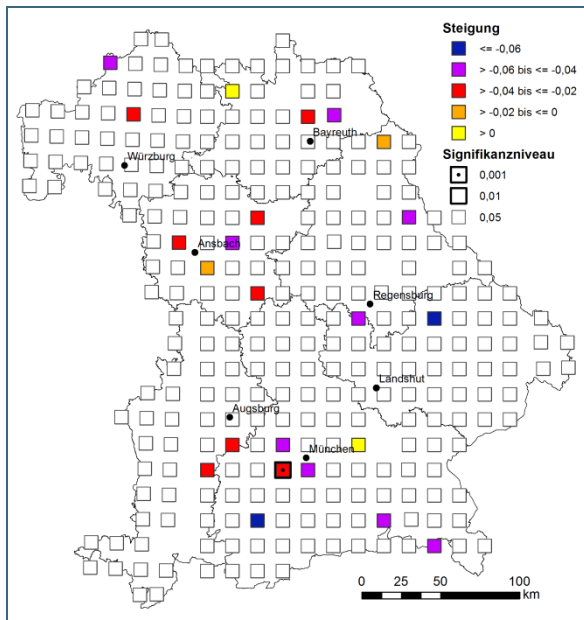 Steigung
<= -0,06
> -0,06 bis <= -0,04
> -0,04 bis <= -0,02
> -0,02 bis <= 0
> 0
Signifikanzniveau
0,001
0,01
0,05
Bayreuth
Würzburg
Ansbach
Regensburg
Landshut
Augsburg
München
0 25 50 100
km